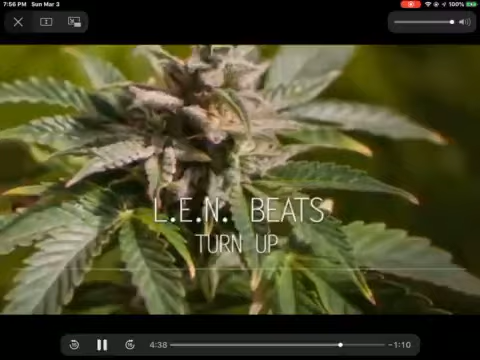 7:56 PM Sun Mar 3
100%
L.E.N. BEATS
TURN UP
4:38
-1:10